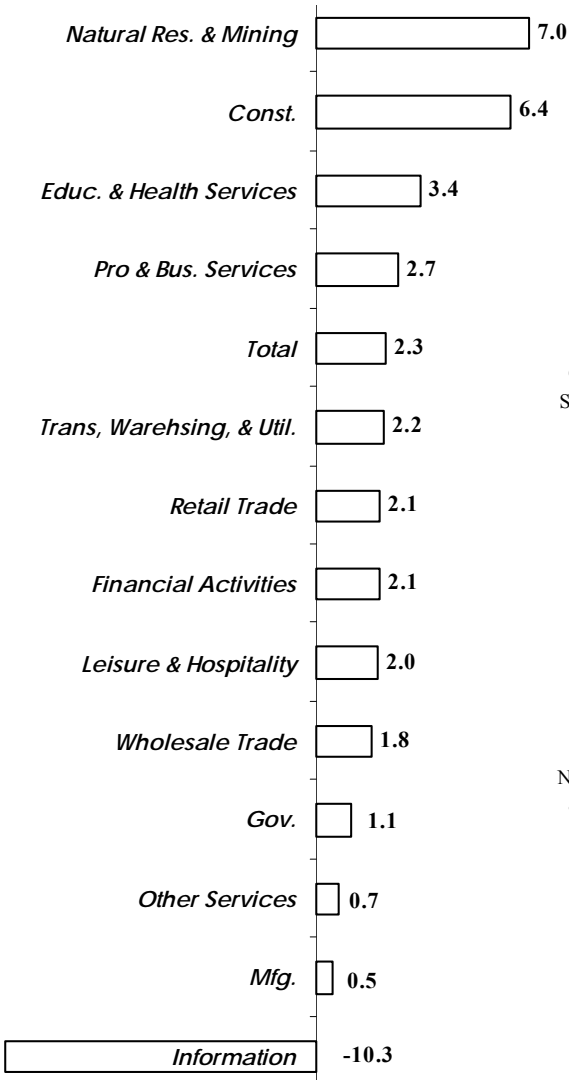 Natural Res. & Mining 7.0
Const. 6.4
Educ. & Health Services 3.4
Pro & Bus. Services 2.7
Total 2.3
S
Trans, Warehsing, & Util. 2.2
Retail Trade 2.1
Financial Activities 2.1
Leisure & Hospitality 2.0
Wholesale Trade 1.8
N
Gov. 1.1
Other Services 0.7
Mfg. 0.5
Information -10.3